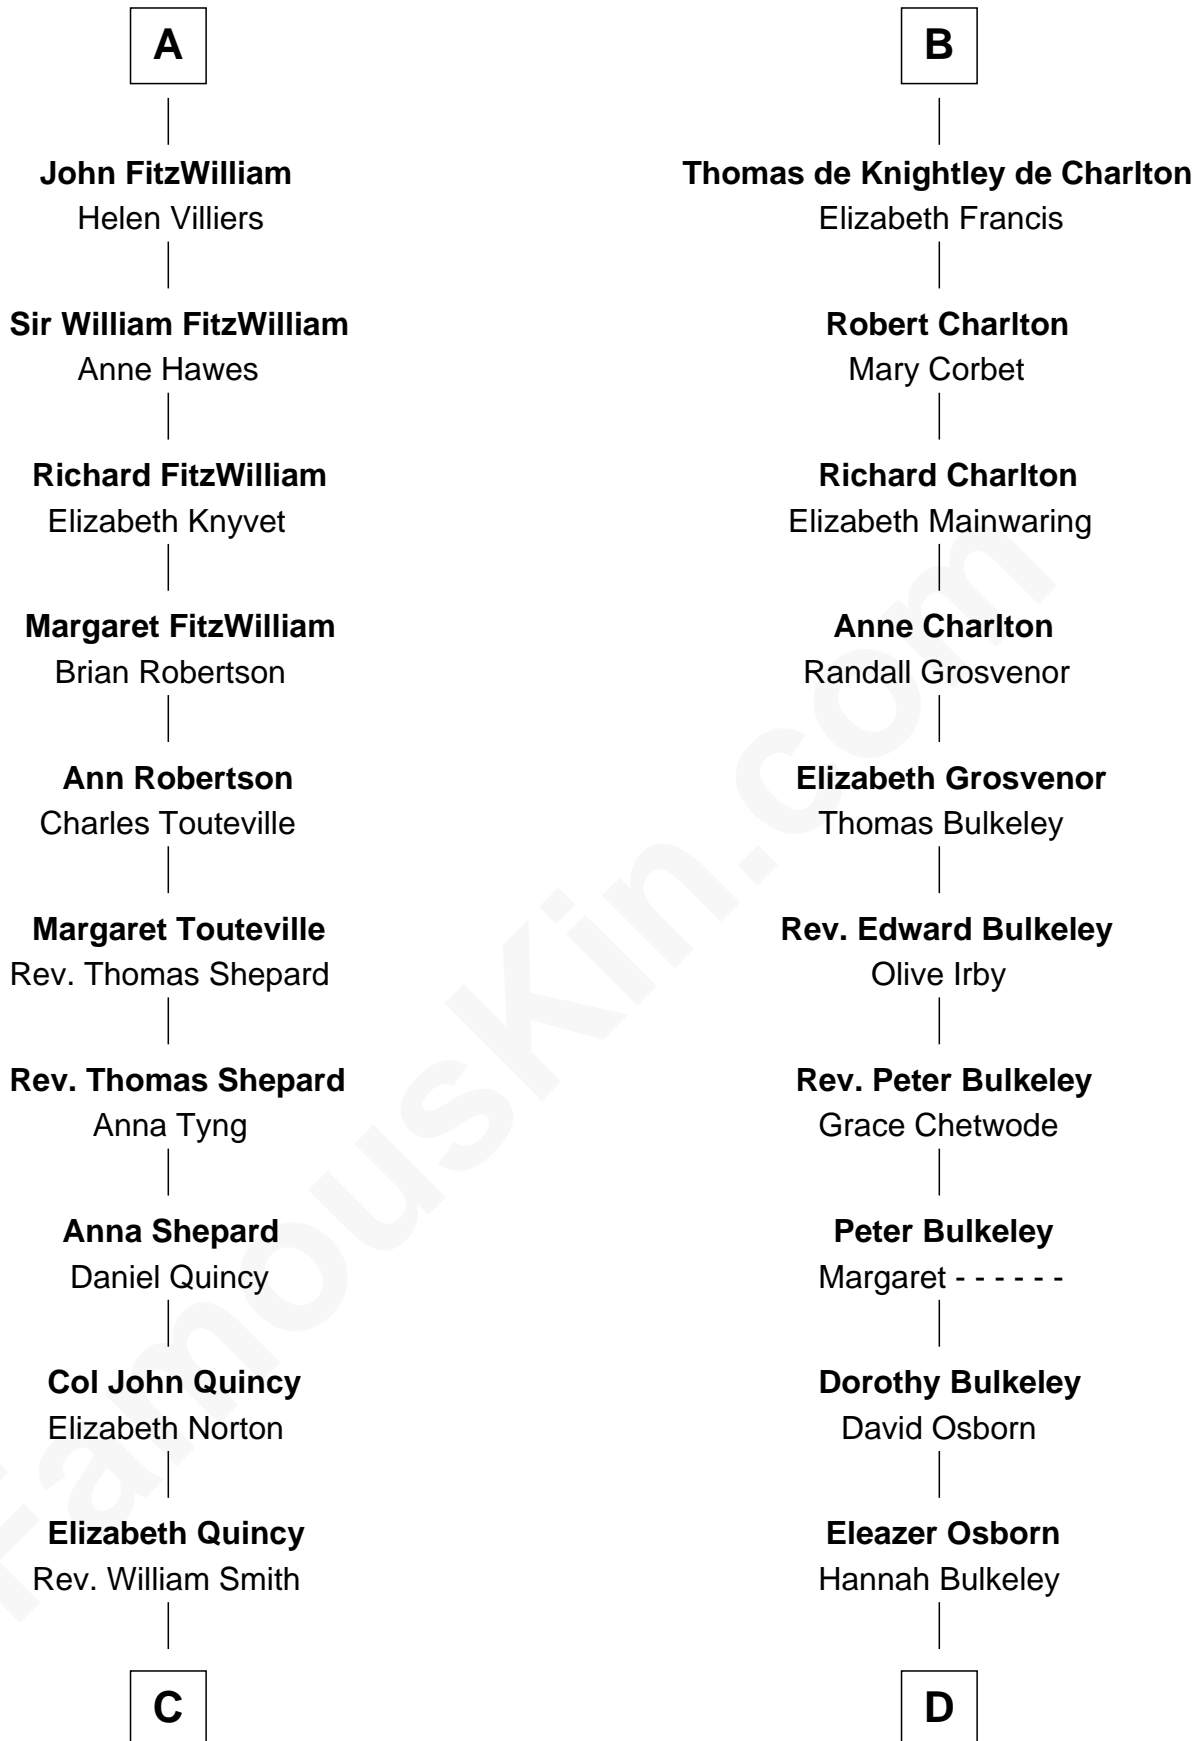 A
John FitzWilliam
Helen Villiers
Sir William FitzWilliam
Anne Hawes
Richard FitzWilliam
Elizabeth Knyvet
Margaret FitzWilliam
Brian Robertson
Ann Robertson
Charles Touteville
Margaret Touteville
Rev. Thomas Shepard
Rev. Thomas Shepard
Anna Tyng
Anna Shepard
Daniel Quincy
Col John Quincy
Elizabeth Norton
Elizabeth Quincy
Rev. William Smith
C
B
Thomas de Knightley de Charlton
Elizabeth Francis
Robert Charlton
Mary Corbet
Richard Charlton
Elizabeth Mainwaring
Anne Charlton
Randall Grosvenor
Elizabeth Grosvenor
Thomas Bulkeley
Rev. Edward Bulkeley
Olive Irby
Rev. Peter Bulkeley
Grace Chetwode
Peter Bulkeley
Margaret - - - - - -
Dorothy Bulkeley
David Osborn
Eleazer Osborn
Hannah Bulkeley
D
FamousKin.com